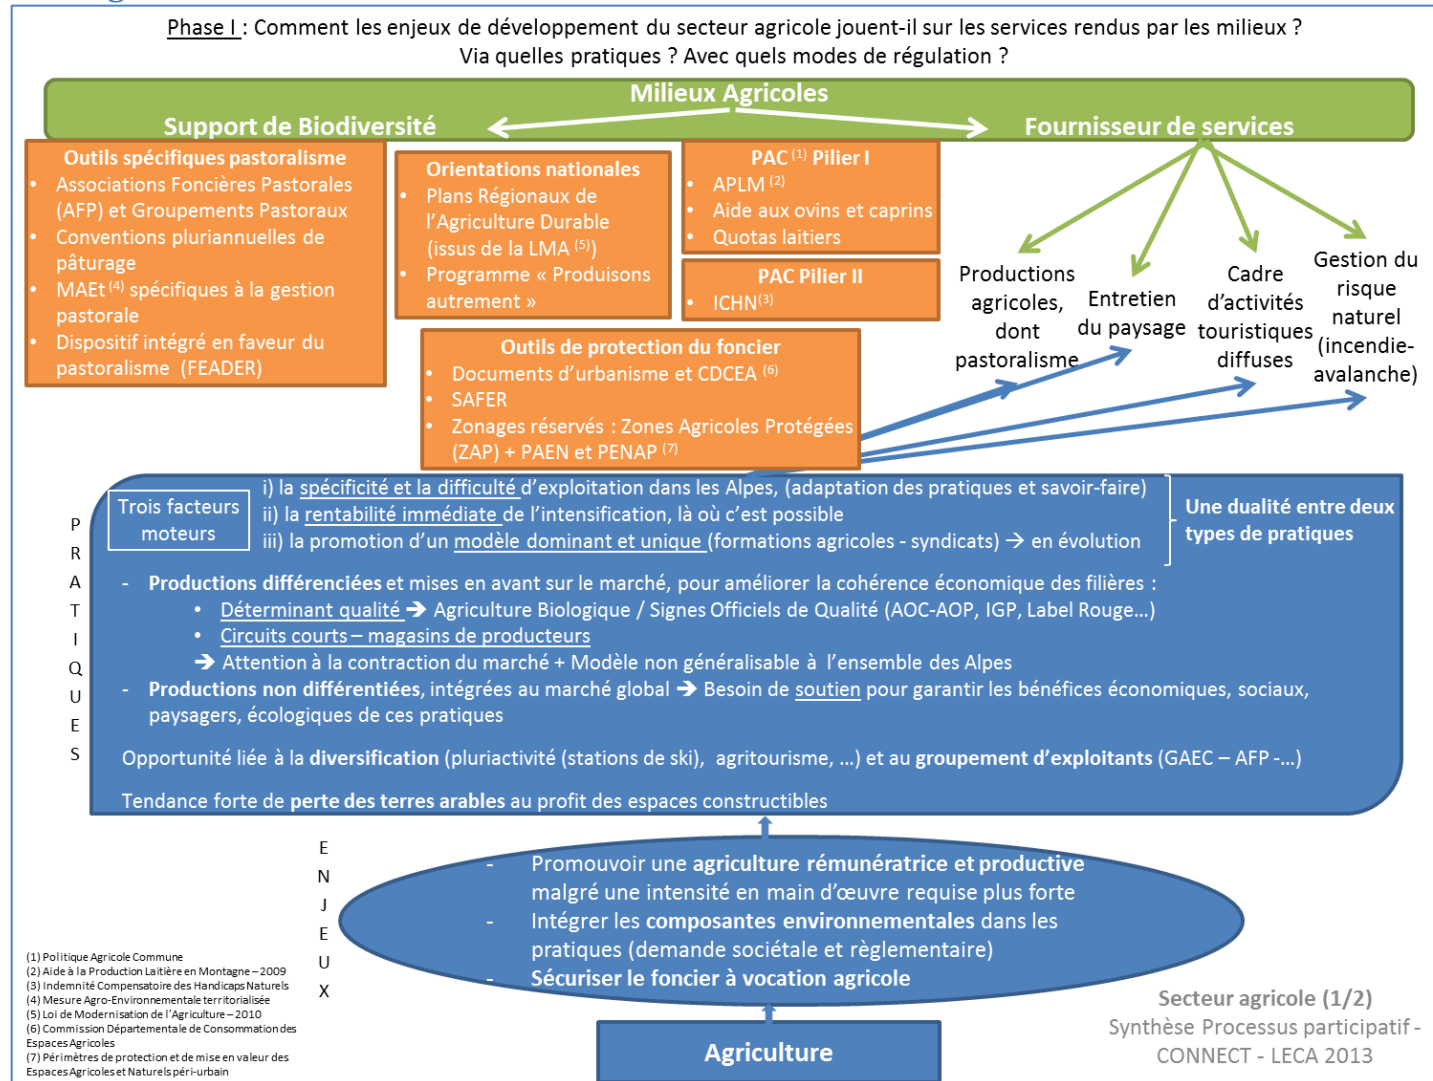 Phase I : Comment les enjeux de développement du secteur agricole jouent-il sur les services rendus par les milieux ?
Via quelles pratiques ? Avec quels modes de régulation ?
Milieux Agricoles
Support de Biodiversité
Fournisseur de services
Outils spécifiques pastoralisme
• Associations Foncières Pastorales
(AFP) et Groupements Pastoraux
• Conventions pluriannuelles de
pâturage
• MAEt (4) spécifiques à la gestion
pastorale
• Dispositif intégré en faveur du
pastoralisme (FEADER)
Orientations nationales
• Plans Régionaux de
l'Agriculture Durable
(issus de la LMA (5))
• Programme « Produisons
autrement »
PAC (1) Pilier I
• APLM (2)
• Aide aux ovins et caprins
• Quotas laitiers
PAC Pilier II
• ICHN(3)
Outils de protection du foncier
• Documents d'urbanisme et CDCEA (6)
• SAFER
• Zonages réservés : Zones Agricoles Protégées
(ZAP) + PAEN et PENAP (7)
Productions
agricoles,
dont
pastoralisme
Entretien
du paysage
Cadre
d'activités
touristiques
diffuses
Gestion du
risque
naturel
(incendie-
avalanche)
PRATIQUES
Trois facteurs
moteurs
i) la spécificité et la difficulté d'exploitation dans les Alpes, (adaptation des pratiques et savoir-faire)
ii) la rentabilité immédiate de l'intensification, là où c'est possible
iii) la promotion d'un modèle dominant et unique (formations agricoles - syndicats) → en évolution
Une dualité entre deux
types de pratiques
- Productions différenciées et mises en avant sur le marché, pour améliorer la cohérence économique des filières :
• Déterminant qualité ➔ Agriculture Biologique / Signes Officiels de Qualité (AOC-AOP, IGP, Label Rouge…)
• Circuits courts – magasins de producteurs
➔ Attention à la contraction du marché + Modèle non généralisable à l'ensemble des Alpes
- Productions non différentiées, intégrées au marché global ➔ Besoin de soutien pour garantir les bénéfices économiques, sociaux,
paysagers, écologiques de ces pratiques
Opportunité liée à la diversification (pluriactivité (stations de ski), agritourisme, …) et au groupement d'exploitants (GAEC – AFP -…)
Tendance forte de perte des terres arables au profit des espaces constructibles
ENJEUX
- Promouvoir une agriculture rémunératrice et productive
malgré une intensité en main d'œuvre requise plus forte
- Intégrer les composantes environnementales dans les
pratiques (demande sociétale et règlementaire)
- Sécuriser le foncier à vocation agricole
Agriculture
(1) Politique Agricole Commune
(2) Aide à la Production Laitière en Montagne – 2009
(3) Indemnité Compensatoire des Handicaps Naturels
(4) Mesure Agro-Environnementale territorialisée
(5) Loi de Modernisation de l'Agriculture – 2010
(6) Commission Départementale de Consommation des
Espaces Agricoles
(7) Périmètres de protection et de mise en valeur des
Espaces Agricoles et Naturels péri-urbain
Secteur agricole (1/2)
Synthèse Processus participatif -
CONNECT - LECA 2013